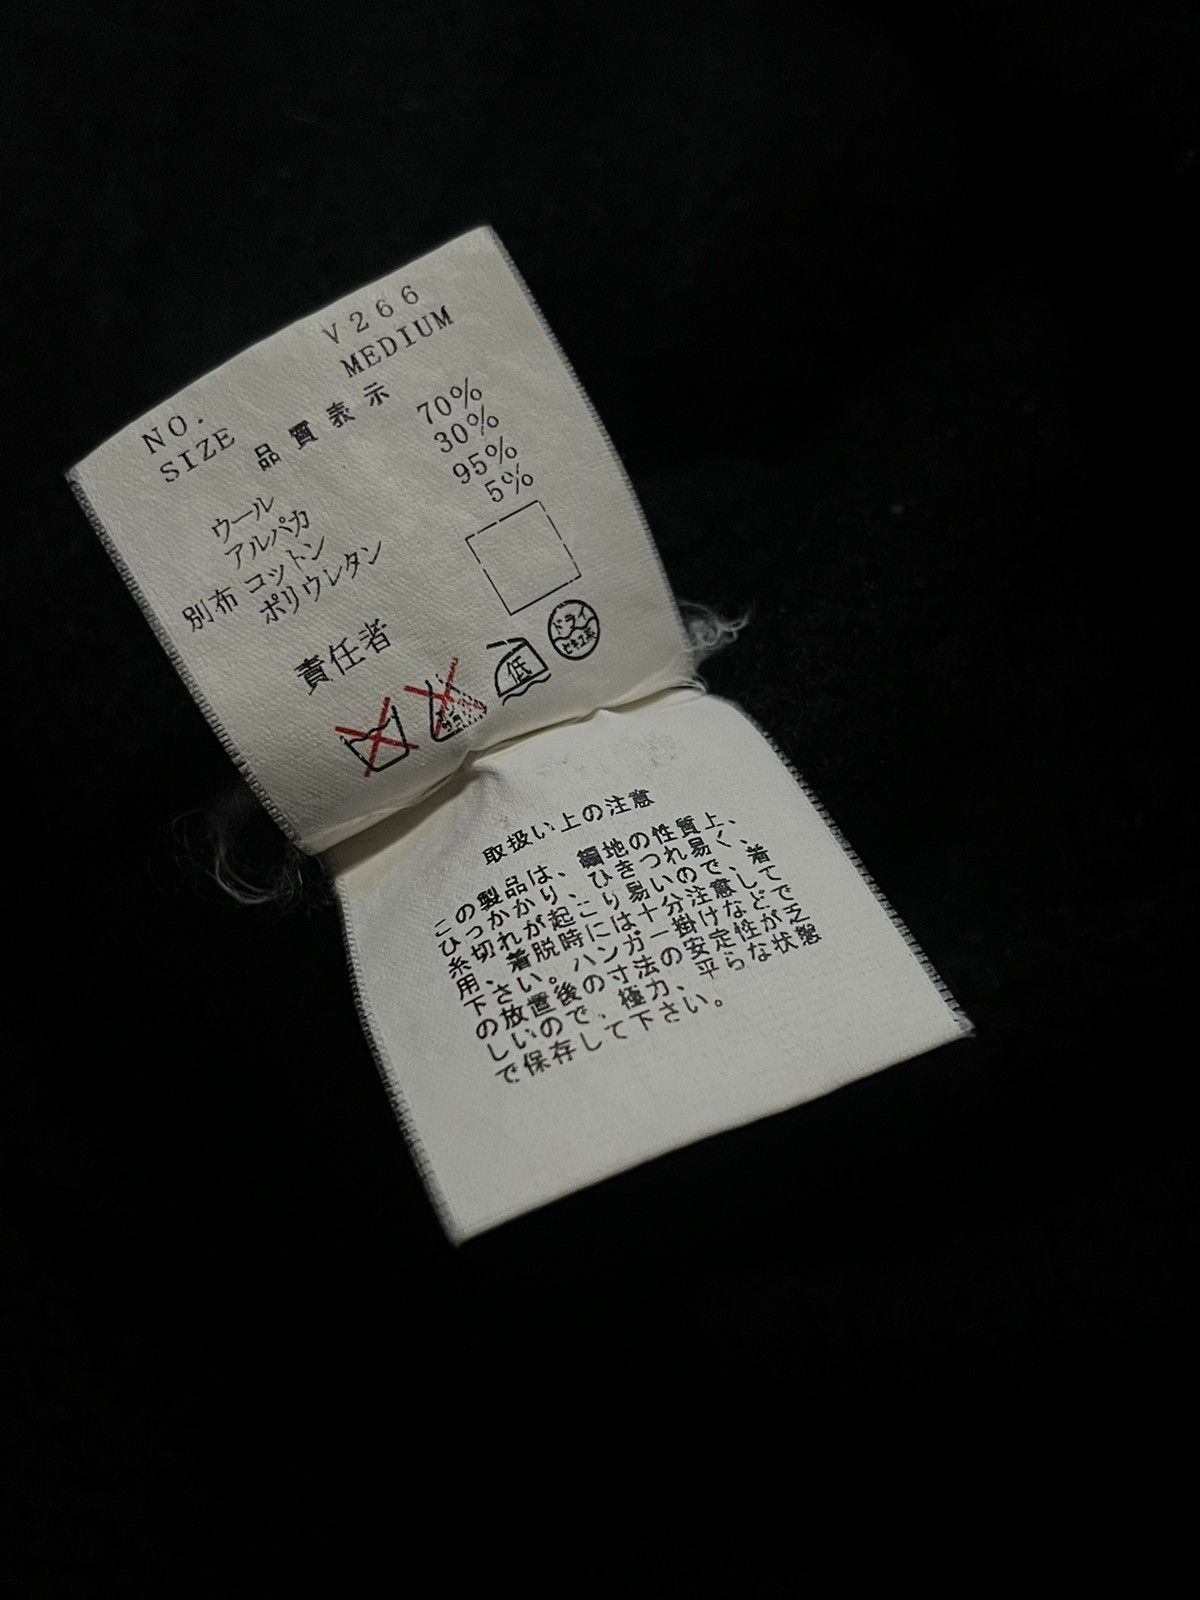 NO. V266
SIZE MEDIUM
品質表示
ウール 70%
アルパカ 30%
別布 コットン 95%
ポリウレタン 5%
責任者
低
ドライ
セキユ系
取扱い上の注意
この製品は、編地の性質上、
ひっかかり、ひきつれ易く、
糸切れが起こり易いので、着
用、着脱時には十分注意して
下さい。ハンガー掛けなどで
の放置後の寸法の安定性が乏
しいので、極力、平らな状態
で保存して下さい。